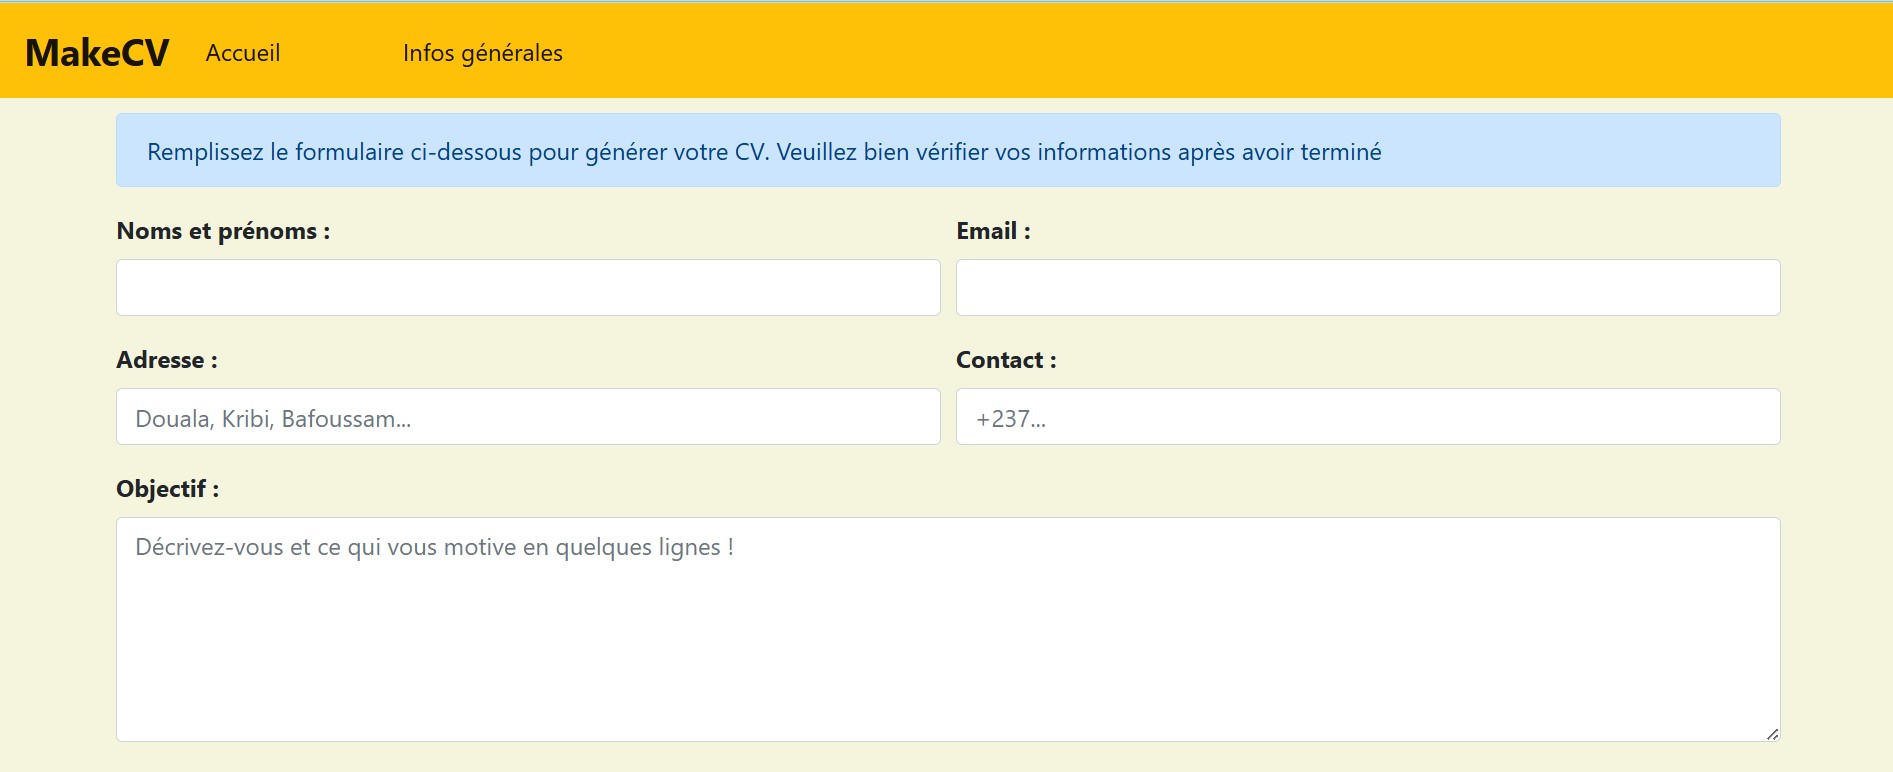 MakeCV Accueil Infos générales
Remplissez le formulaire ci-dessous pour générer votre CV. Veuillez bien vérifier vos informations après avoir terminé
Noms et prénoms : Email :
Adresse : Contact :
Douala, Kribi, Bafoussam... +237...
Objectif :
Décrivez-vous et ce qui vous motive en quelques lignes !